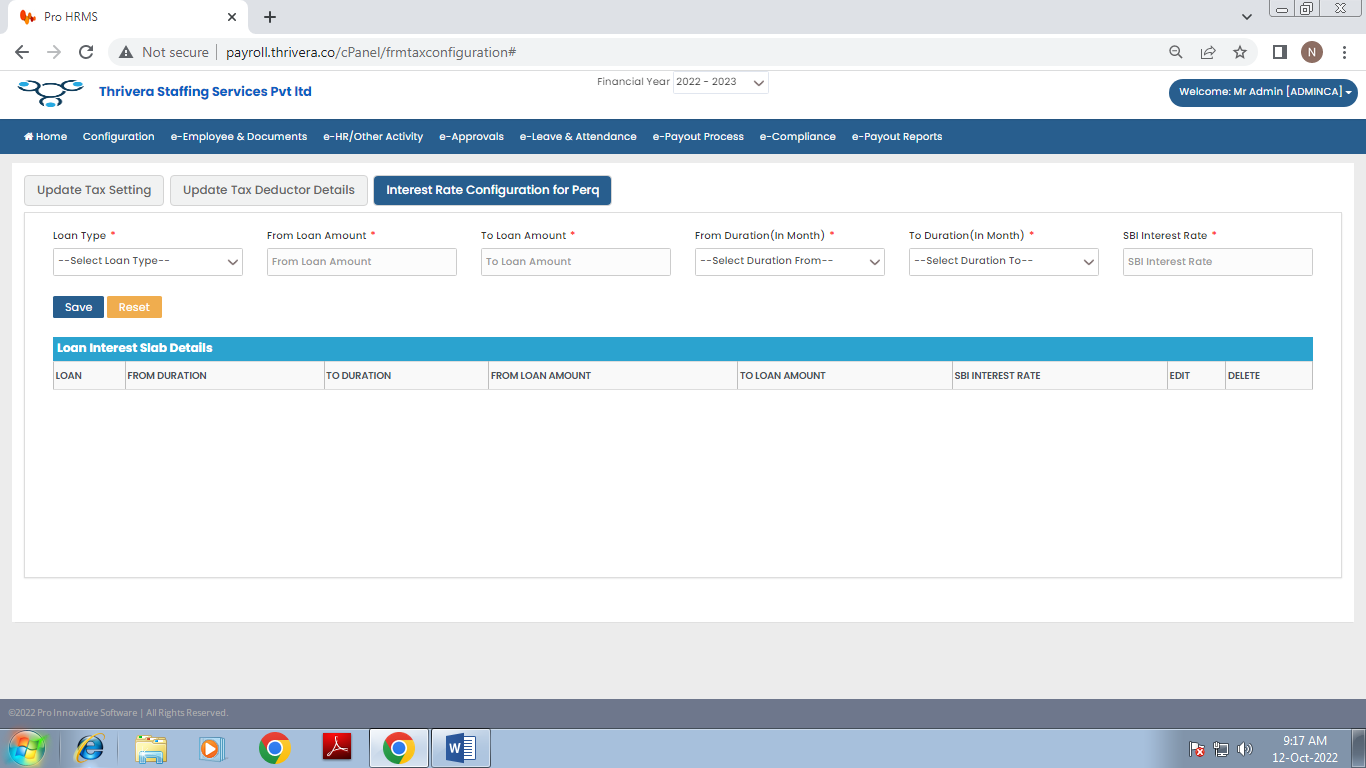 Pro HRMS
Not secure | payroll.thrivera.co/cPanel/frmtaxconfiguration#
N
Thrivera Staffing Services Pvt ltd
Financial Year 2022 - 2023
Welcome: Mr Admin [ADMINCA]
Home Configuration e-Employee & Documents e-HR/Other Activity e-Approvals e-Leave & Attendance e-Payout Process e-Compliance e-Payout Reports
Update Tax Setting Update Tax Deductor Details Interest Rate Configuration for Perq
Loan Type * From Loan Amount * To Loan Amount * From Duration(In Month) * To Duration(In Month) * SBI Interest Rate *
--Select Loan Type-- From Loan Amount To Loan Amount --Select Duration From-- --Select Duration To-- SBI Interest Rate
Save Reset
Loan Interest Slab Details
LOAN FROM DURATION TO DURATION FROM LOAN AMOUNT TO LOAN AMOUNT SBI INTEREST RATE EDIT DELETE
©2022 Pro Innovative Software | All Rights Reserved.
9:17 AM
12-Oct-2022